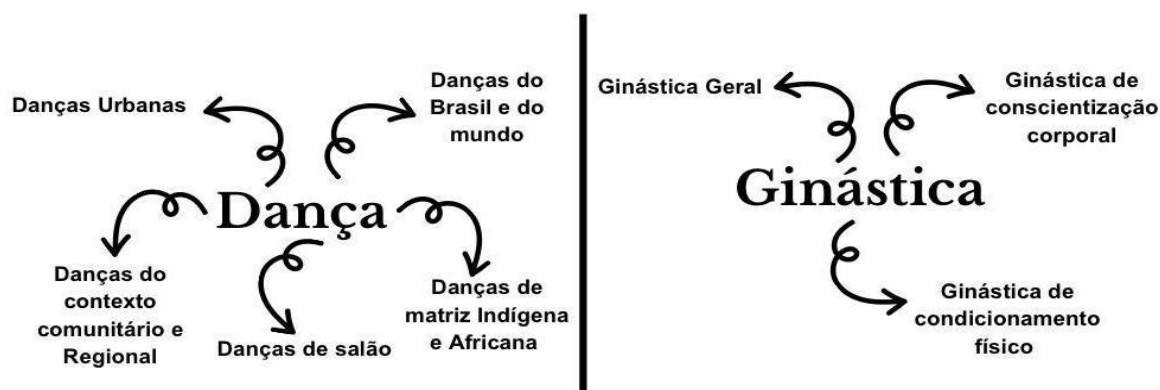 Dança
Danças Urbanas
Danças do
Brasil e do
mundo
Danças do
contexto
comunitário e
Regional
Danças de salão
Danças de
matriz Indígena
e Africana
Ginástica
Ginástica Geral
Ginástica de
conscientização
corporal
Ginástica de
condicionamento
físico